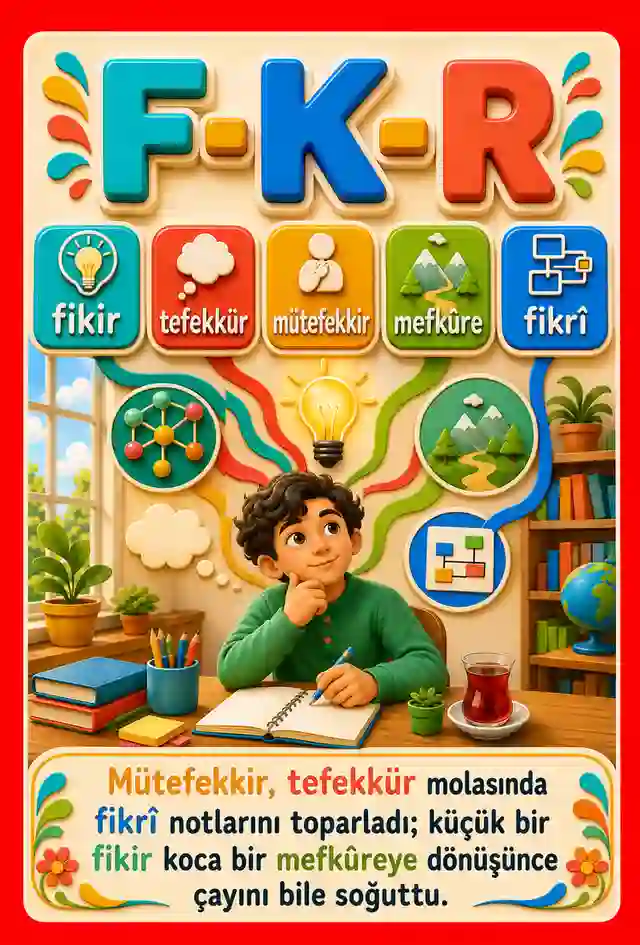 F-K-R
fikir
tefekkür
mütefekkir
mefkûre
fikrî
Mütefekkir, tefekkür molasında
fikrî notlarını toparladı; küçük bir
fikir koca bir mefkûreye dönüşünce
çayını bile soğuttu.